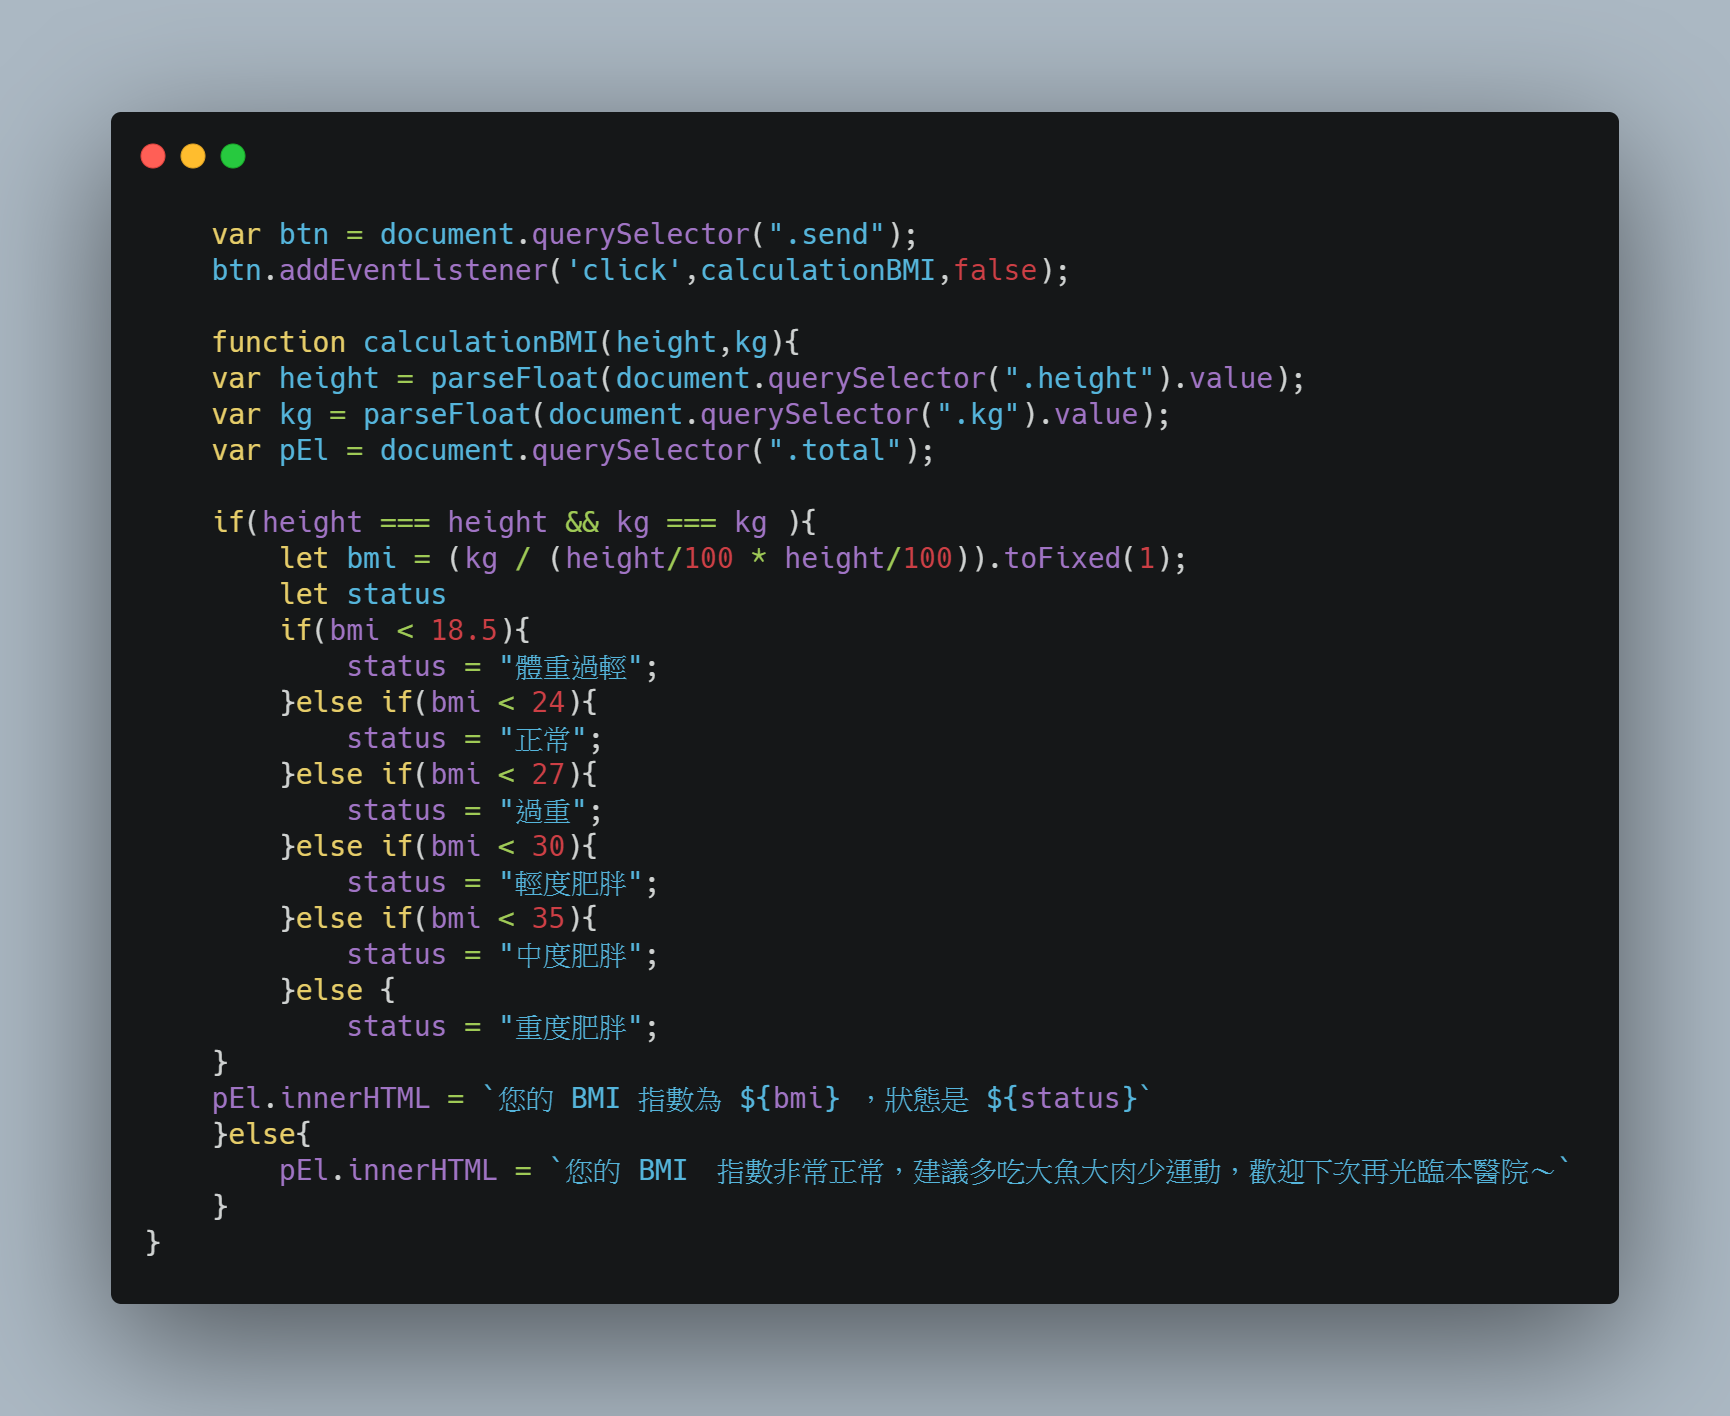 var btn = document.querySelector(".send");
btn.addEventListener('click',calculationBMI,false);
function calculationBMI(height,kg){
var height = parseFloat(document.querySelector(".height").value);
var kg = parseFloat(document.querySelector(".kg").value);
var pEl = document.querySelector(".total");
if(height === height && kg === kg ){
let bmi = (kg / (height/100 * height/100)).toFixed(1);
let status
if(bmi < 18.5){
status = "體重過輕";
}else if(bmi < 24){
status = "正常";
}else if(bmi < 27){
status = "過重";
}else if(bmi < 30){
status = "輕度肥胖";
}else if(bmi < 35){
status = "中度肥胖";
}else {
status = "重度肥胖";
}
pEl.innerHTML = `您的 BMI 指數為 ${bmi} ，狀態是 ${status}`
}else{
pEl.innerHTML = `您的 BMI  指數非常正常，建議多吃大魚大肉少運動，歡迎下次再光臨本醫院～`
}
}